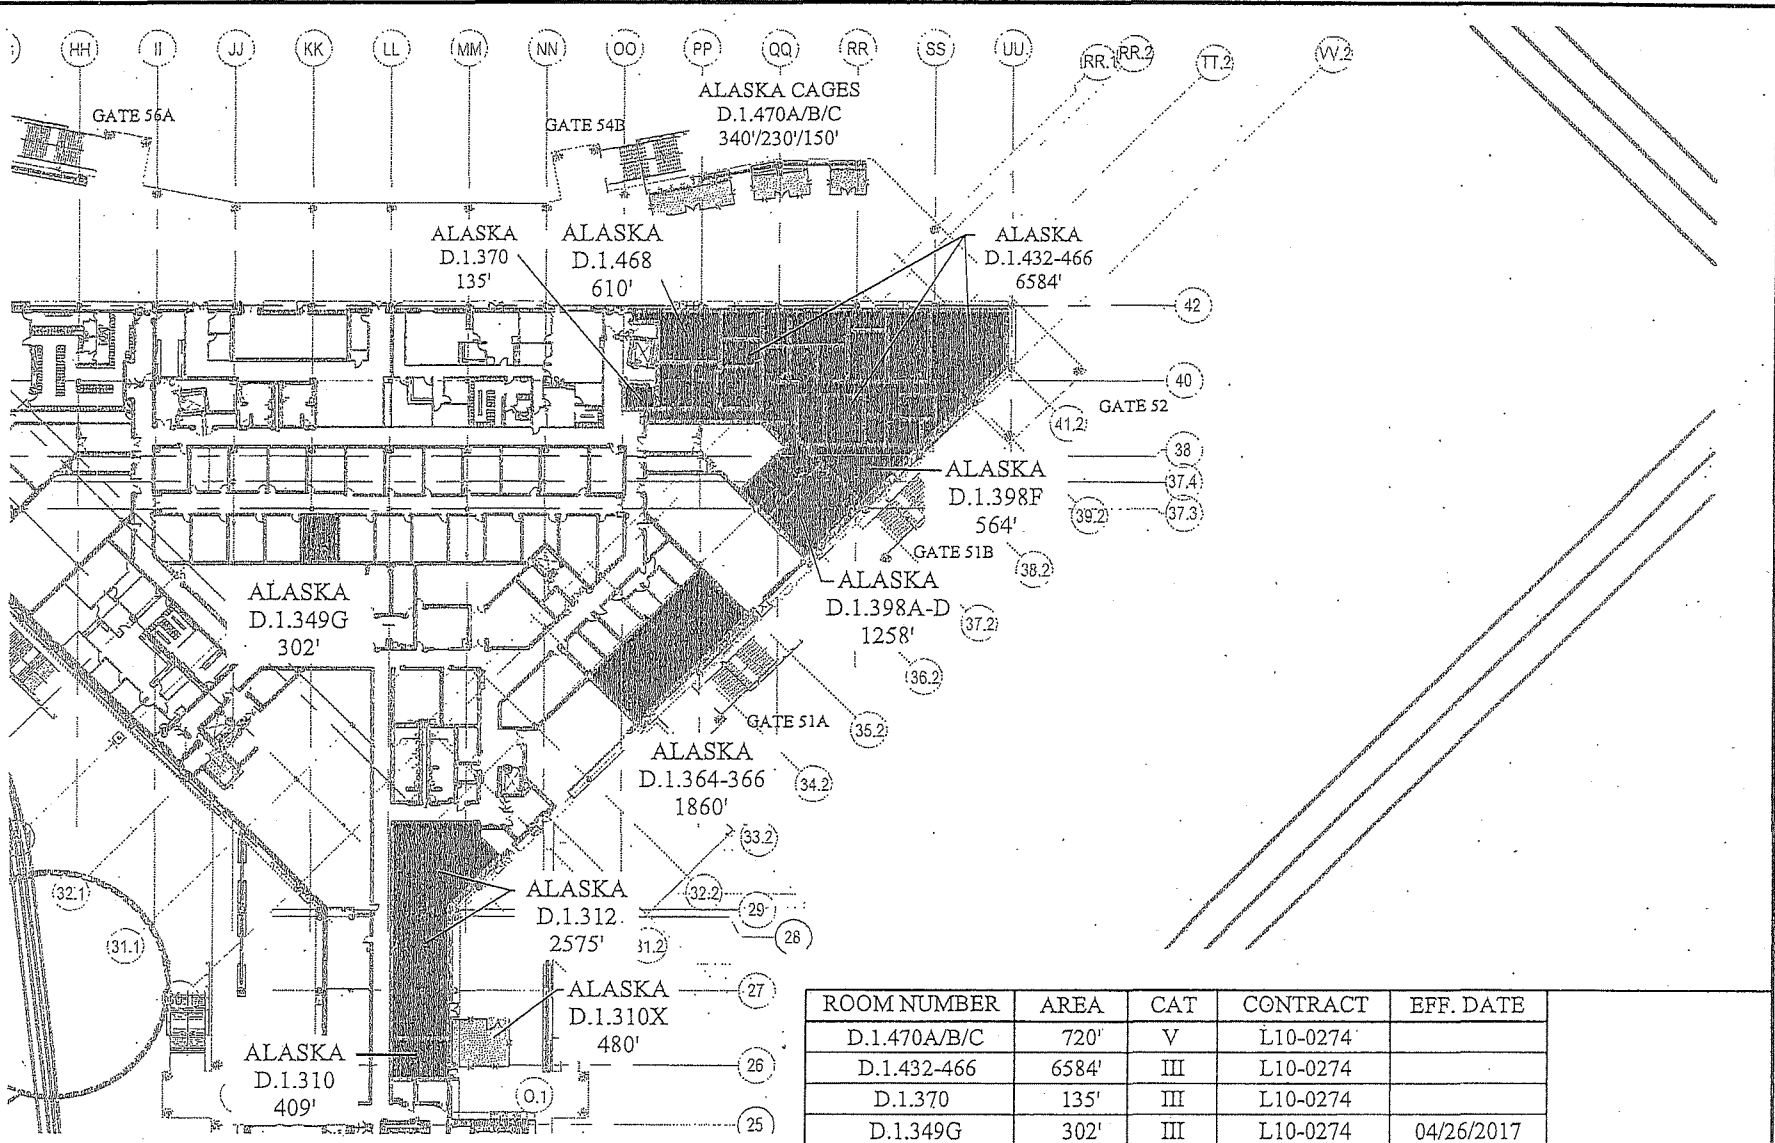 HH II JJ KK LL MM NN OO PP QQ RR SS UU RR.1 RR.2 TT.2 VV.2
ALASKA CAGES
D.1.470A/B/C
340'/230'/150'
GATE 56A
GATE 54B
ALASKA
D.1.370
135'
ALASKA
D.1.468
610'
ALASKA
D.1.432-466
6584'
42
40
GATE 52
41.2
38
37.4
37.3
39.2
ALASKA
D.1.398F
564'
GATE 51B
38.2
ALASKA
D.1.398A-D
1258'
37.2
36.2
ALASKA
D.1.349G
302'
GATE 51A
35.2
ALASKA
D.1.364-366
1860'
34.2
33.2
32.1
32.2
29
28
31.1
31.2
ALASKA
D.1.312
2575'
27
ALASKA
D.1.310X
480'
26
ALASKA
D.1.310
409'
0.1
25
ROOM NUMBER AREA CAT CONTRACT EFF. DATE
D.1.470A/B/C 720' V L10-0274
D.1.432-466 6584' III L10-0274
D.1.370 135' III L10-0274
D.1.349G 302' III L10-0274 04/26/2017